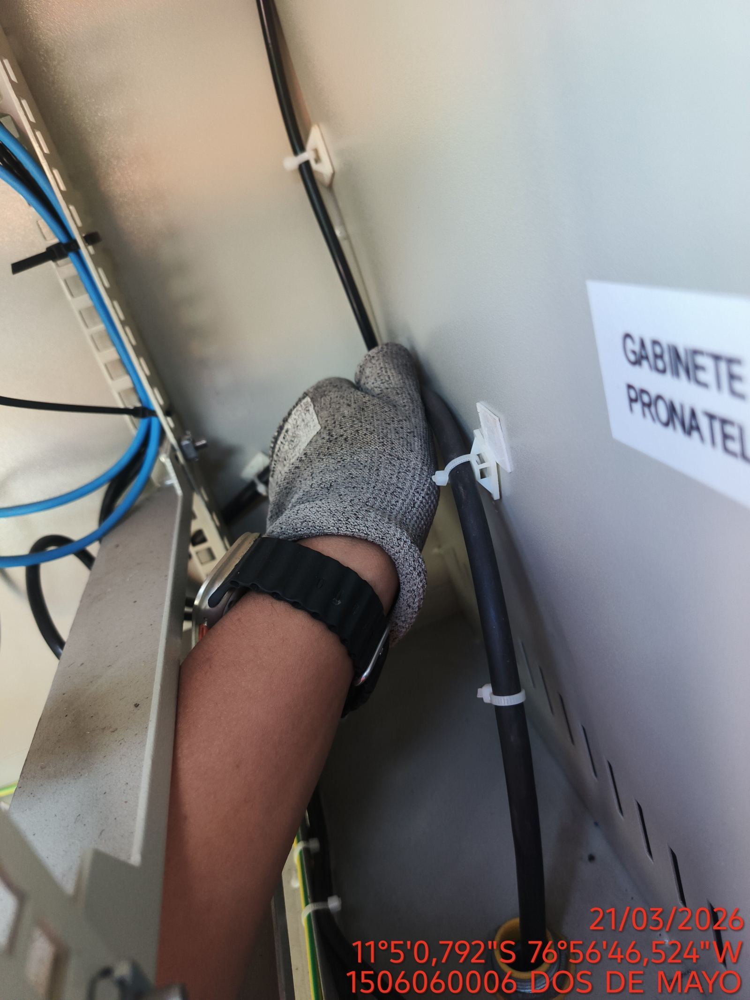 GABINETE
PRONATEL
21/03/2026
11°5'0,792"S 76°56'46,524"W
1506060006 DOS DE MAYO